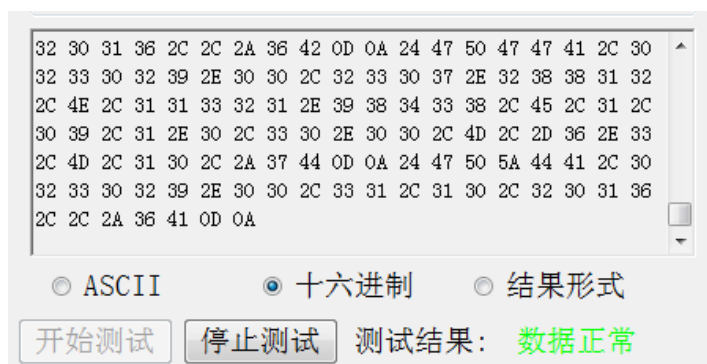 32 30 31 36 2C 2C 2A 36 42 0D 0A 24 47 50 47 47 41 2C 30
32 33 30 32 39 2E 30 30 2C 32 33 30 37 2E 32 38 38 31 32
2C 4E 2C 31 31 33 32 31 2E 39 38 34 33 38 2C 45 2C 31 2C
30 39 2C 31 2E 30 2C 33 30 2E 30 30 2C 4D 2C 2D 36 2E 33
2C 4D 2C 31 30 2C 2A 37 44 0D 0A 24 47 50 5A 44 41 2C 30
32 33 30 32 39 2E 30 30 2C 33 31 2C 31 30 2C 32 30 31 36
2C 2C 2A 36 41 0D 0A
ASCII 十六进制 结果形式
开始测试 停止测试 测试结果: 数据正常